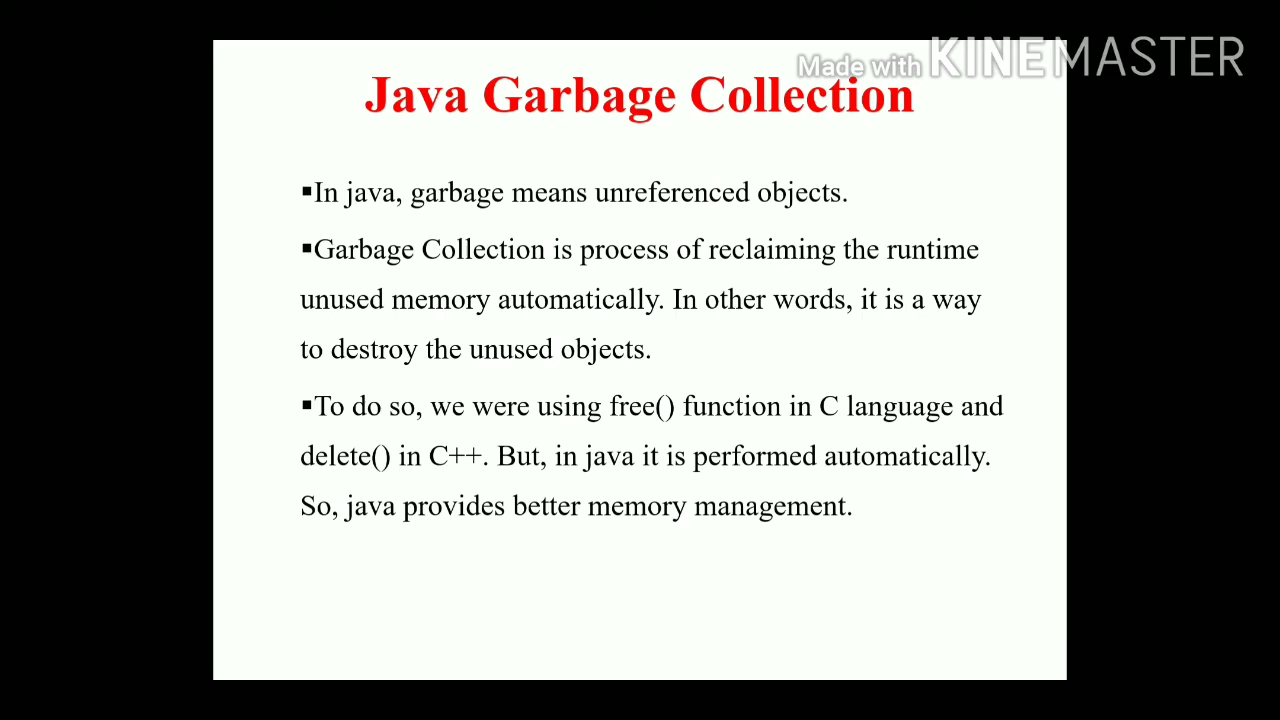 Made with KINEMASTER
Java Garbage Collection
▪In java, garbage means unreferenced objects.
▪Garbage Collection is process of reclaiming the runtime
unused memory automatically. In other words, it is a way
to destroy the unused objects.
▪To do so, we were using free() function in C language and
delete() in C++. But, in java it is performed automatically.
So, java provides better memory management.